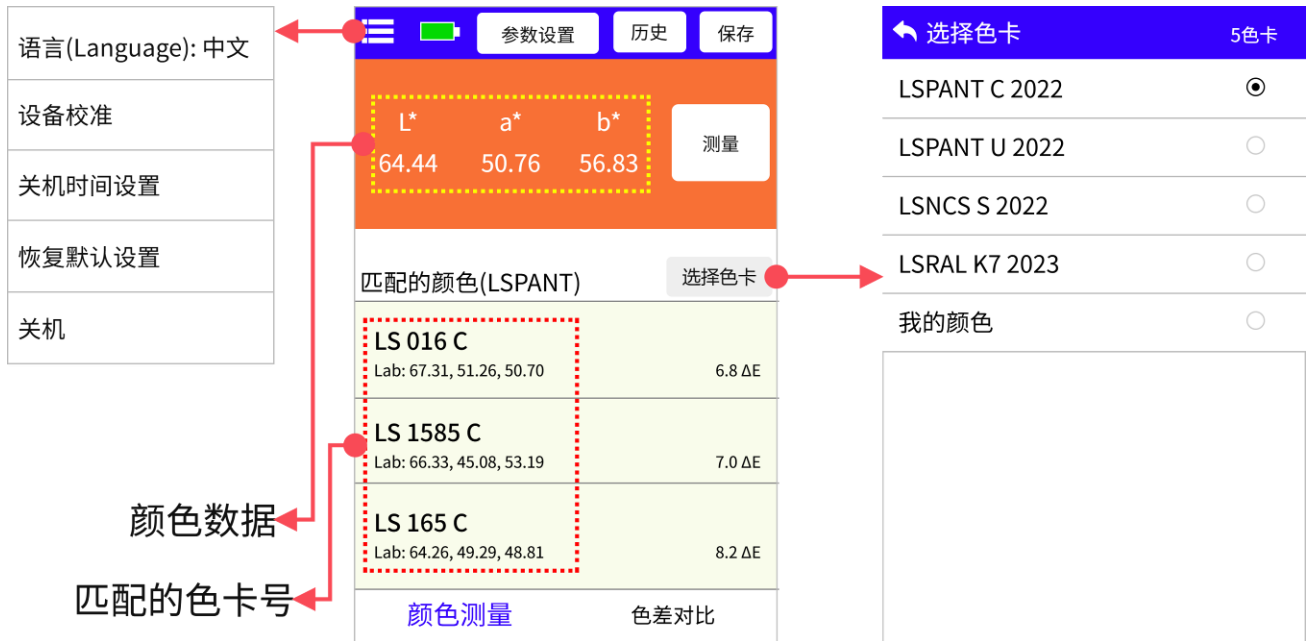 语言(Language): 中文
设备校准
关机时间设置
恢复默认设置
关机
颜色数据
匹配的色卡号
参数设置 历史 保存
L* a* b*
64.44 50.76 56.83
测量
匹配的颜色(LSPANT) 选择色卡
LS 016 C
Lab: 67.31, 51.26, 50.70 6.8 ΔE
LS 1585 C
Lab: 66.33, 45.08, 53.19 7.0 ΔE
LS 165 C
Lab: 64.26, 49.29, 48.81 8.2 ΔE
颜色测量 色差对比
选择色卡 5色卡
LSPANT C 2022
LSPANT U 2022
LSNCS S 2022
LSRAL K7 2023
我的颜色